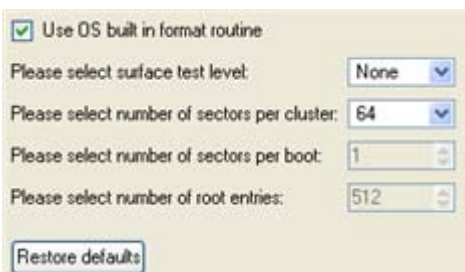 Use OS built in format routine
Please select surface test level: None
Please select number of sectors per cluster: 64
Please select number of sectors per boot: 1
Please select number of root entries: 512
Restore defaults